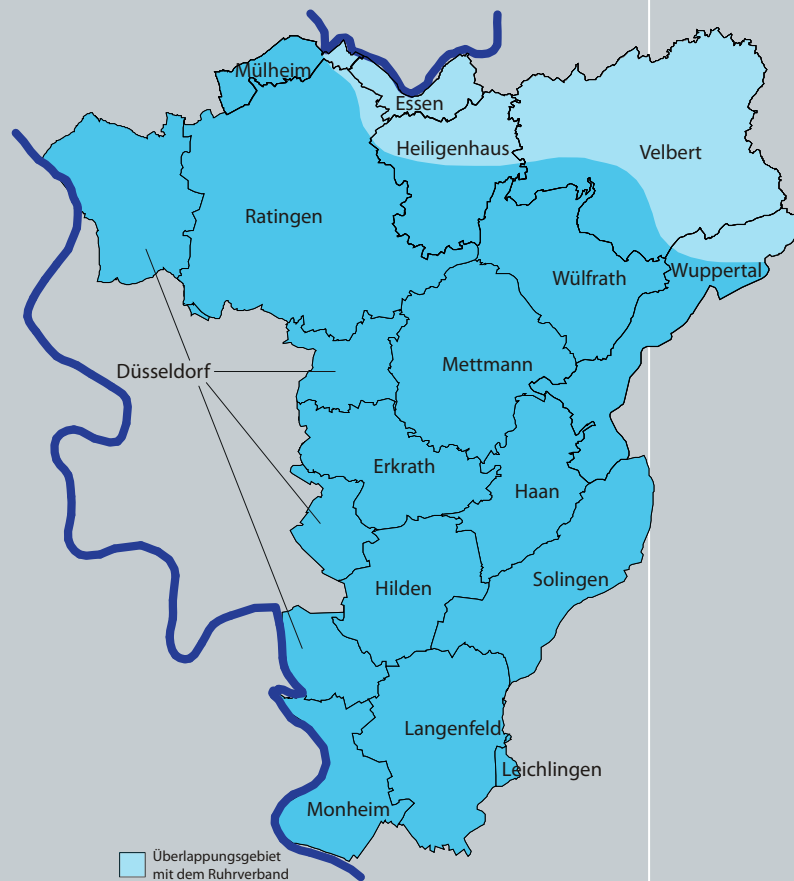 Mülheim
Essen
Heiligenhaus
Velbert
Ratingen
Wülfrath
Wuppertal
Düsseldorf
Mettmann
Erkrath
Haan
Hilden
Solingen
Langenfeld
Leichlingen
Monheim
Überlappungsgebiet
mit dem Ruhrverband